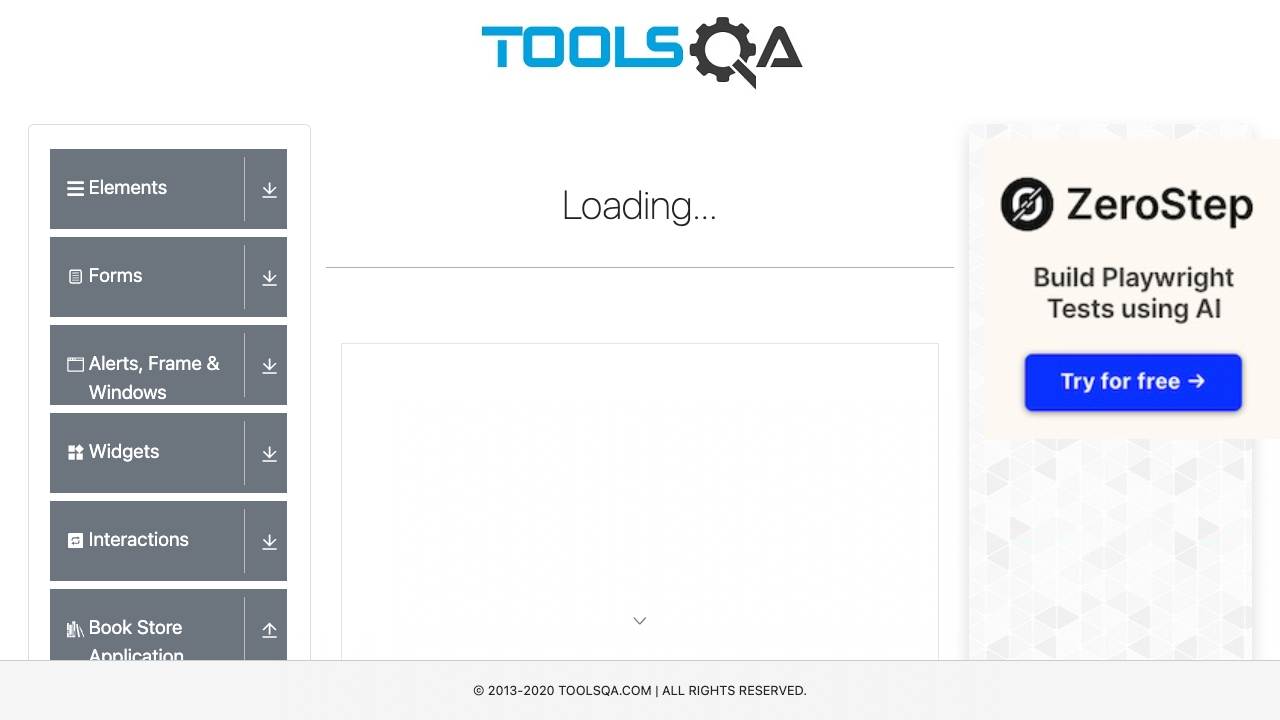 TOOLSQA
Elements
Forms
Alerts, Frame &
Windows
Widgets
Interactions
Book Store
Application
Loading...
ZeroStep
Build Playwright
Tests using AI
Try for free →
© 2013-2020 TOOLSQA.COM | ALL RIGHTS RESERVED.